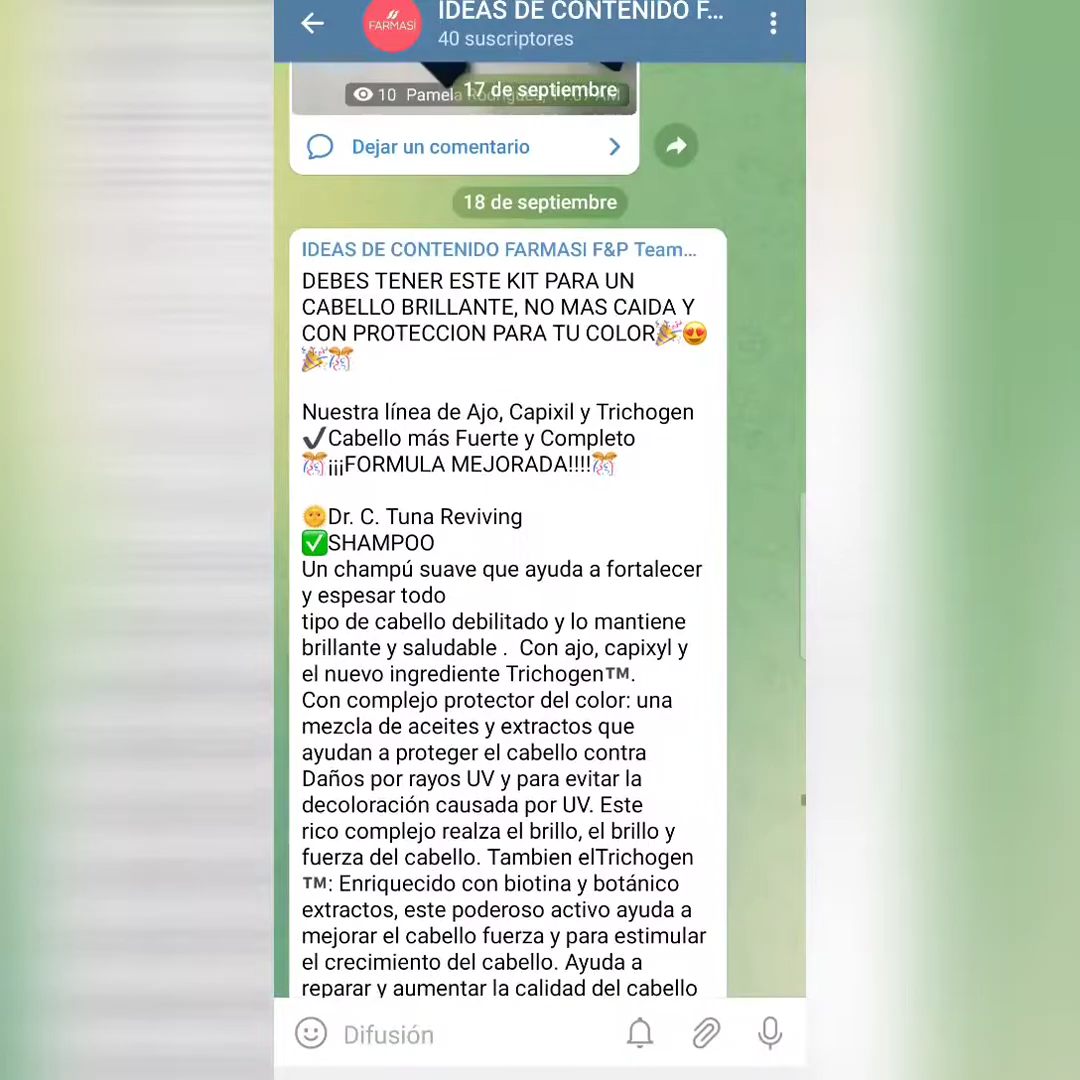 FARMASI
IDEAS DE CONTENIDO F...
40 suscriptores
17 de septiembre
10 Pamela
Dejar un comentario
18 de septiembre
IDEAS DE CONTENIDO FARMASI F&P Team...
DEBES TENER ESTE KIT PARA UN
CABELLO BRILLANTE, NO MAS CAIDA Y
CON PROTECCION PARA TU COLOR🎉😍
🎉🎊
Nuestra línea de Ajo, Capixil y Trichogen
✔Cabello más Fuerte y Completo
🎊¡¡¡FORMULA MEJORADA!!!!🎊
🌞Dr. C. Tuna Reviving
✅SHAMPOO
Un champú suave que ayuda a fortalecer
y espesar todo
tipo de cabello debilitado y lo mantiene
brillante y saludable .  Con ajo, capixyl y
el nuevo ingrediente Trichogen™.
Con complejo protector del color: una
mezcla de aceites y extractos que
ayudan a proteger el cabello contra
Daños por rayos UV y para evitar la
decoloración causada por UV. Este
rico complejo realza el brillo, el brillo y
fuerza del cabello. Tambien elTrichogen
™: Enriquecido con biotina y botánico
extractos, este poderoso activo ayuda a
mejorar el cabello fuerza y para estimular
el crecimiento del cabello. Ayuda a
reparar y aumentar la calidad del cabello
Difusión